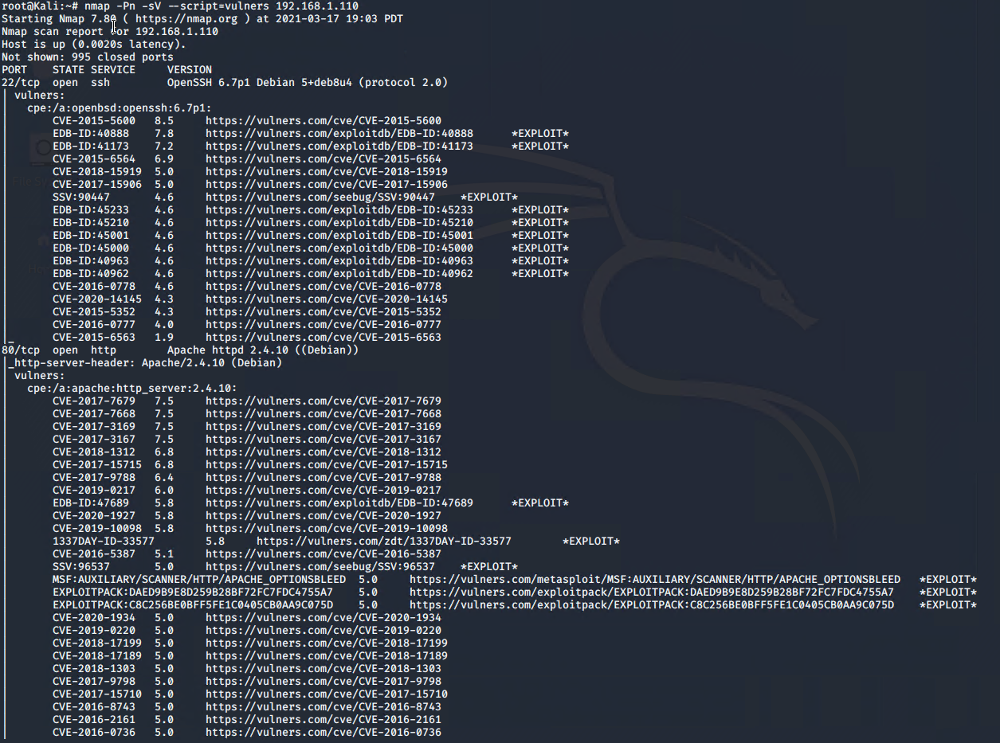 root@Kali:~# nmap -Pn -sV --script=vulners 192.168.1.110
Starting Nmap 7.80 ( https://nmap.org ) at 2021-03-17 19:03 PDT
Nmap scan report for 192.168.1.110
Host is up (0.0020s latency).
Not shown: 995 closed ports
PORT    STATE SERVICE     VERSION
22/tcp  open  ssh         OpenSSH 6.7p1 Debian 5+deb8u4 (protocol 2.0)
| vulners:
|   cpe:/a:openbsd:openssh:6.7p1:
|       CVE-2015-5600   8.5     https://vulners.com/cve/CVE-2015-5600
|       EDB-ID:40888    7.8     https://vulners.com/exploitdb/EDB-ID:40888      *EXPLOIT*
|       EDB-ID:41173    7.2     https://vulners.com/exploitdb/EDB-ID:41173      *EXPLOIT*
|       CVE-2015-6564   6.9     https://vulners.com/cve/CVE-2015-6564
|       CVE-2018-15919  5.0     https://vulners.com/cve/CVE-2018-15919
|       CVE-2017-15906  5.0     https://vulners.com/cve/CVE-2017-15906
|       SSV:90447       4.6     https://vulners.com/seebug/SSV:90447    *EXPLOIT*
|       EDB-ID:45233    4.6     https://vulners.com/exploitdb/EDB-ID:45233      *EXPLOIT*
|       EDB-ID:45210    4.6     https://vulners.com/exploitdb/EDB-ID:45210      *EXPLOIT*
|       EDB-ID:45001    4.6     https://vulners.com/exploitdb/EDB-ID:45001      *EXPLOIT*
|       EDB-ID:45000    4.6     https://vulners.com/exploitdb/EDB-ID:45000      *EXPLOIT*
|       EDB-ID:40963    4.6     https://vulners.com/exploitdb/EDB-ID:40963      *EXPLOIT*
|       EDB-ID:40962    4.6     https://vulners.com/exploitdb/EDB-ID:40962      *EXPLOIT*
|       CVE-2016-0778   4.6     https://vulners.com/cve/CVE-2016-0778
|       CVE-2020-14145  4.3     https://vulners.com/cve/CVE-2020-14145
|       CVE-2015-5352   4.3     https://vulners.com/cve/CVE-2015-5352
|       CVE-2016-0777   4.0     https://vulners.com/cve/CVE-2016-0777
|_      CVE-2015-6563   1.9     https://vulners.com/cve/CVE-2015-6563
80/tcp  open  http        Apache httpd 2.4.10 ((Debian))
|_http-server-header: Apache/2.4.10 (Debian)
| vulners:
|   cpe:/a:apache:http_server:2.4.10:
|       CVE-2017-7679   7.5     https://vulners.com/cve/CVE-2017-7679
|       CVE-2017-7668   7.5     https://vulners.com/cve/CVE-2017-7668
|       CVE-2017-3169   7.5     https://vulners.com/cve/CVE-2017-3169
|       CVE-2017-3167   7.5     https://vulners.com/cve/CVE-2017-3167
|       CVE-2018-1312   6.8     https://vulners.com/cve/CVE-2018-1312
|       CVE-2017-15715  6.8     https://vulners.com/cve/CVE-2017-15715
|       CVE-2017-9788   6.4     https://vulners.com/cve/CVE-2017-9788
|       CVE-2019-0217   6.0     https://vulners.com/cve/CVE-2019-0217
|       EDB-ID:47689    5.8     https://vulners.com/exploitdb/EDB-ID:47689      *EXPLOIT*
|       CVE-2020-1927   5.8     https://vulners.com/cve/CVE-2020-1927
|       CVE-2019-10098  5.8     https://vulners.com/cve/CVE-2019-10098
|       1337DAY-ID-33577        5.8     https://vulners.com/zdt/1337DAY-ID-33577        *EXPLOIT*
|       CVE-2016-5387   5.1     https://vulners.com/cve/CVE-2016-5387
|       SSV:96537       5.0     https://vulners.com/seebug/SSV:96537    *EXPLOIT*
|       MSF:AUXILIARY/SCANNER/HTTP/APACHE_OPTIONSBLEED  5.0     https://vulners.com/metasploit/MSF:AUXILIARY/SCANNER/HTTP/APACHE_OPTIONSBLEED   *EXPLOIT*
|       EXPLOITPACK:DAED9B9E8D259B28BF72FC7FDC4755A7    5.0     https://vulners.com/exploitpack/EXPLOITPACK:DAED9B9E8D259B28BF72FC7FDC4755A7    *EXPLOIT*
|       EXPLOITPACK:C8C256BE0BFF5FE1C0405CB0AA9C075D    5.0     https://vulners.com/exploitpack/EXPLOITPACK:C8C256BE0BFF5FE1C0405CB0AA9C075D    *EXPLOIT*
|       CVE-2020-1934   5.0     https://vulners.com/cve/CVE-2020-1934
|       CVE-2019-0220   5.0     https://vulners.com/cve/CVE-2019-0220
|       CVE-2018-17199  5.0     https://vulners.com/cve/CVE-2018-17199
|       CVE-2018-17189  5.0     https://vulners.com/cve/CVE-2018-17189
|       CVE-2018-1303   5.0     https://vulners.com/cve/CVE-2018-1303
|       CVE-2017-9798   5.0     https://vulners.com/cve/CVE-2017-9798
|       CVE-2017-15710  5.0     https://vulners.com/cve/CVE-2017-15710
|       CVE-2016-8743   5.0     https://vulners.com/cve/CVE-2016-8743
|       CVE-2016-2161   5.0     https://vulners.com/cve/CVE-2016-2161
|       CVE-2016-0736   5.0     https://vulners.com/cve/CVE-2016-0736